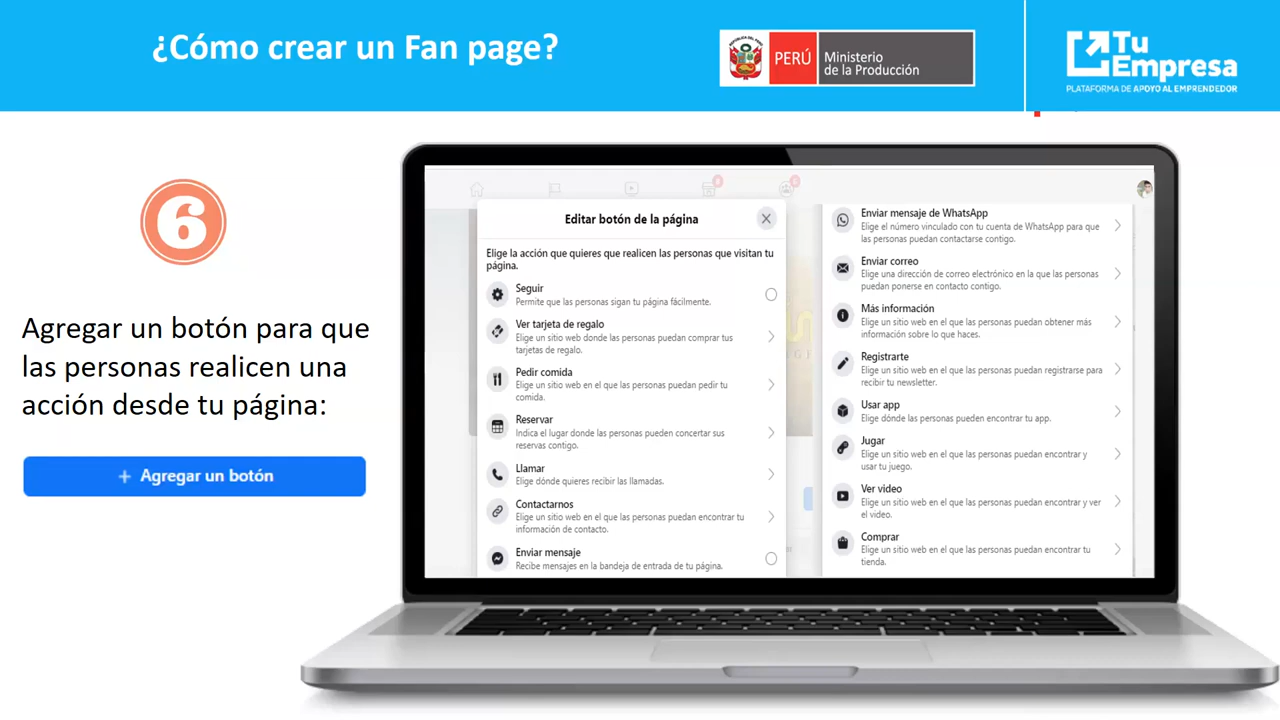 ¿Cómo crear un Fan page?
PERÚ
Ministerio
de la Producción
Tu
Empresa
PLATAFORMA DE APOYO AL EMPRENDEDOR
6
Agregar un botón para que
las personas realicen una
acción desde tu página:
+ Agregar un botón
Editar botón de la página
Elige la acción que quieres que realicen las personas que visitan tu
página.
Seguir
Permite que las personas sigan tu página fácilmente.
Ver tarjeta de regalo
Elige un sitio web donde las personas puedan comprar tus
tarjetas de regalo.
Pedir comida
Elige un sitio web en el que las personas puedan pedir tu
comida.
Reservar
Indica el lugar donde las personas pueden concertar sus
reservas contigo.
Llamar
Elige dónde quieres recibir las llamadas.
Contactarnos
Elige un sitio web en el que las personas puedan encontrar tu
información de contacto.
Enviar mensaje
Recibe mensajes en la bandeja de entrada de tu página.
Enviar mensaje de WhatsApp
Elige el número vinculado con tu cuenta de WhatsApp para que
las personas puedan contactarse contigo.
Enviar correo
Elige una dirección de correo electrónico en la que las personas
puedan ponerse en contacto contigo.
Más información
Elige un sitio web en el que las personas puedan obtener más
información sobre lo que haces.
Registrarte
Elige un sitio web en el que las personas puedan registrarse para
recibir tu newsletter.
Usar app
Elige dónde las personas pueden encontrar tu app.
Jugar
Elige un sitio web en el que las personas puedan encontrar y
usar tu juego.
Ver video
Elige un sitio web en el que las personas puedan encontrar y ver
el video.
Comprar
Elige un sitio web en el que las personas puedan encontrar tu
tienda.